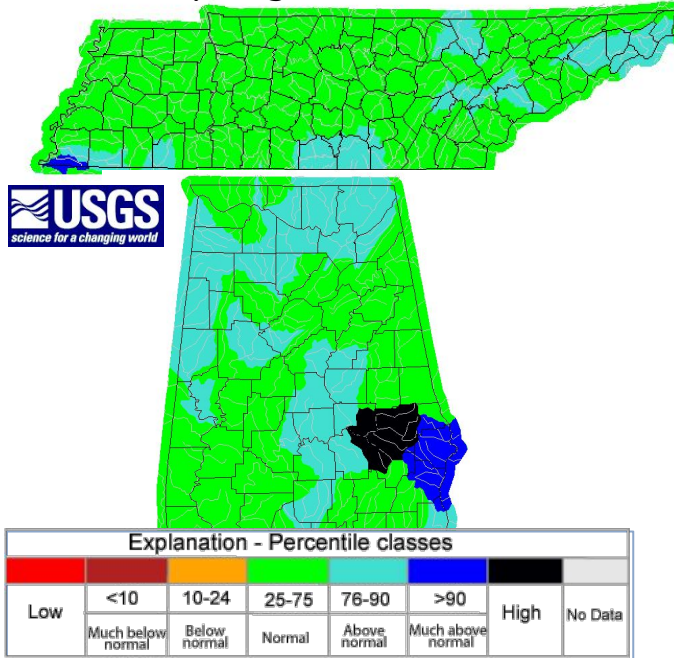 USGS
science for a changing world
Explanation - Percentile classes
Low
<10
10-24
25-75
76-90
>90
High
No Data
Much below
normal
Below
normal
Normal
Above
normal
Much above
normal